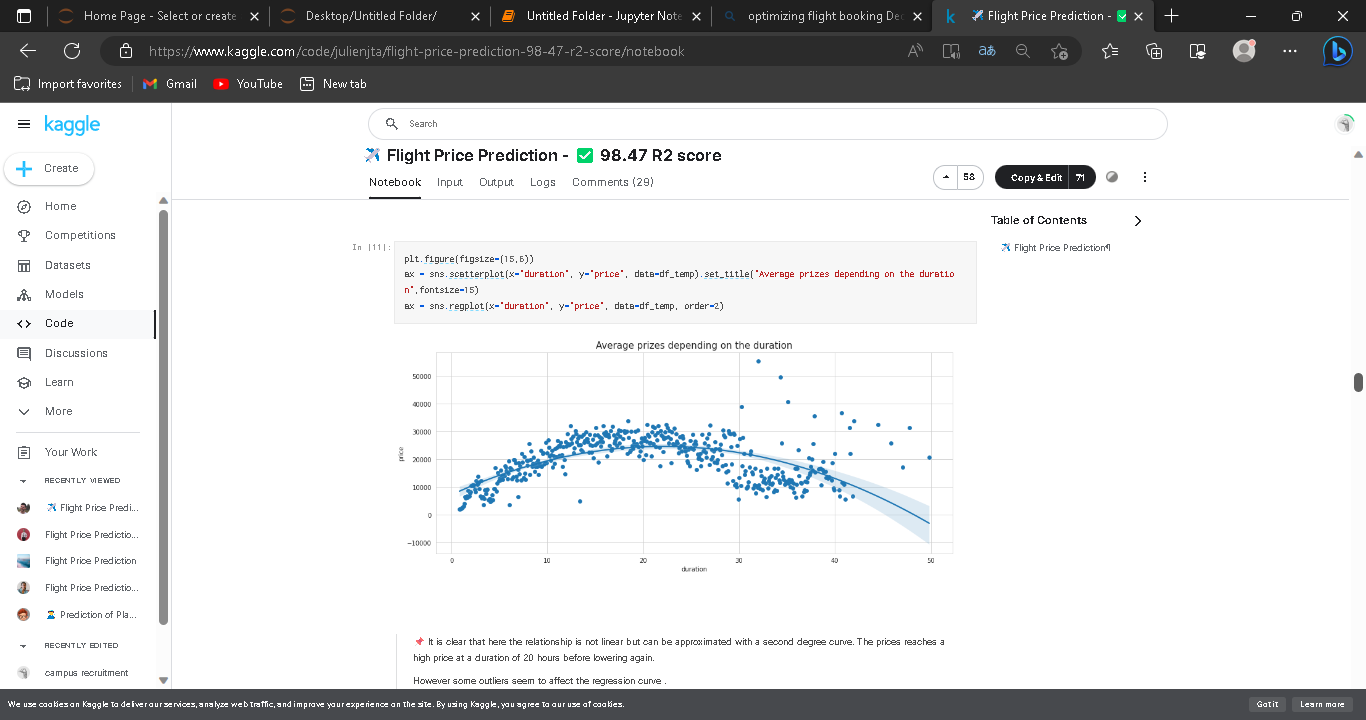 Home Page - Select or create
Desktop/Untitled Folder/
Untitled Folder - Jupyter Note
optimizing flight booking Dec
Flight Price Prediction - ✅
https://www.kaggle.com/code/julienjta/flight-price-prediction-98-47-r2-score/notebook
Import favorites
Gmail
YouTube
New tab
kaggle
Search
Create
Home
Competitions
Datasets
Models
Code
Discussions
Learn
More
Your Work
RECENTLY VIEWED
✈️ Flight Price Predi...
Flight Price Predictio...
Flight Price Prediction
Flight Price Predictio...
Prediction of Pla...
RECENTLY EDITED
campus recruitment
✈️ Flight Price Prediction - ✅ 98.47 R2 score
Notebook
Input
Output
Logs
Comments (29)
58
Copy & Edit
71
Table of Contents
✈️ Flight Price Prediction¶
In [11]:
plt.figure(figsize=(15,6))
ax = sns.scatterplot(x="duration", y="price", data=df_temp).set_title("Average prizes depending on the duratio
n",fontsize=15)
ax = sns.regplot(x="duration", y="price", data=df_temp, order=2)
Average prizes depending on the duration
price
50000
40000
30000
20000
10000
0
−10000
0 10 20 30 40 50
duration
📌 It is clear that here the relationship is not linear but can be approximated with a second degree curve. The prices reaches a
high price at a duration of 20 hours before lowering again.
However some outliers seem to affect the regression curve .
We use cookies on Kaggle to deliver our services, analyze web traffic, and improve your experience on the site. By using Kaggle, you agree to our use of cookies.
Got it
Learn more